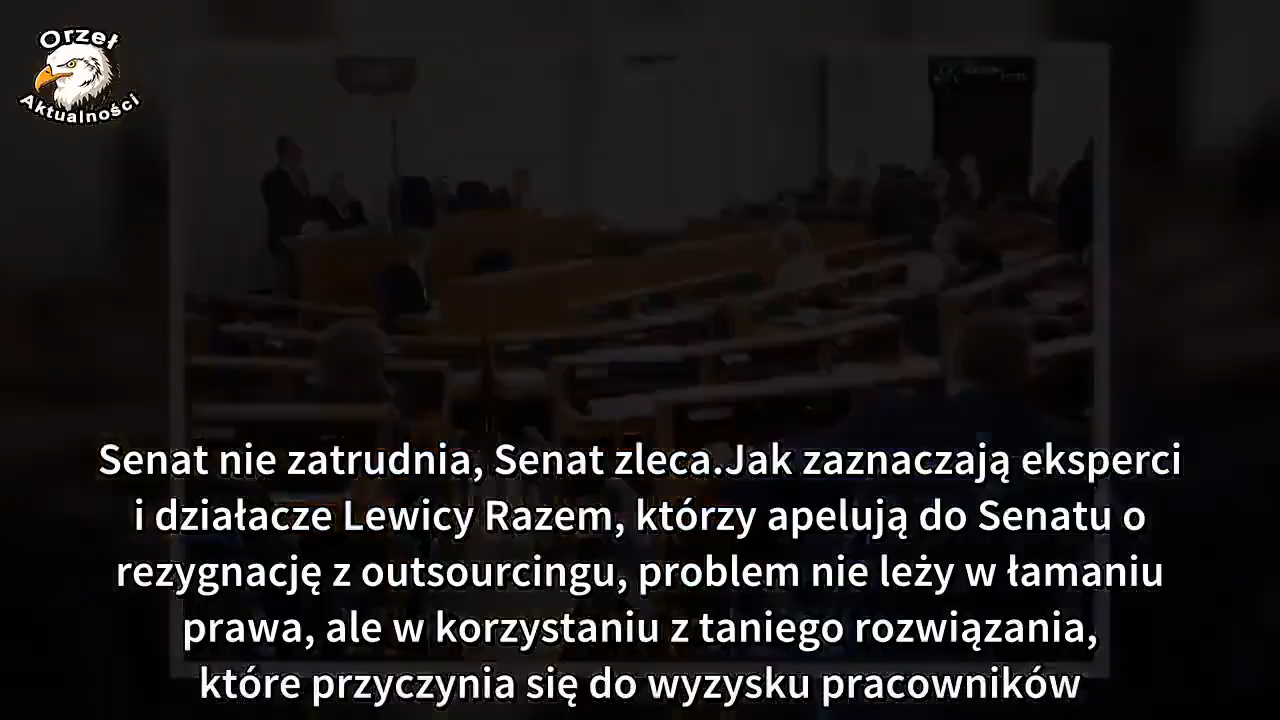 Orzeł
Aktualności
Senat nie zatrudnia, Senat zleca.Jak zaznaczają eksperci
i działacze Lewicy Razem, którzy apelują do Senatu o
rezygnację z outsourcingu, problem nie leży w łamaniu
prawa, ale w korzystaniu z taniego rozwiązania,
które przyczynia się do wyzysku pracowników